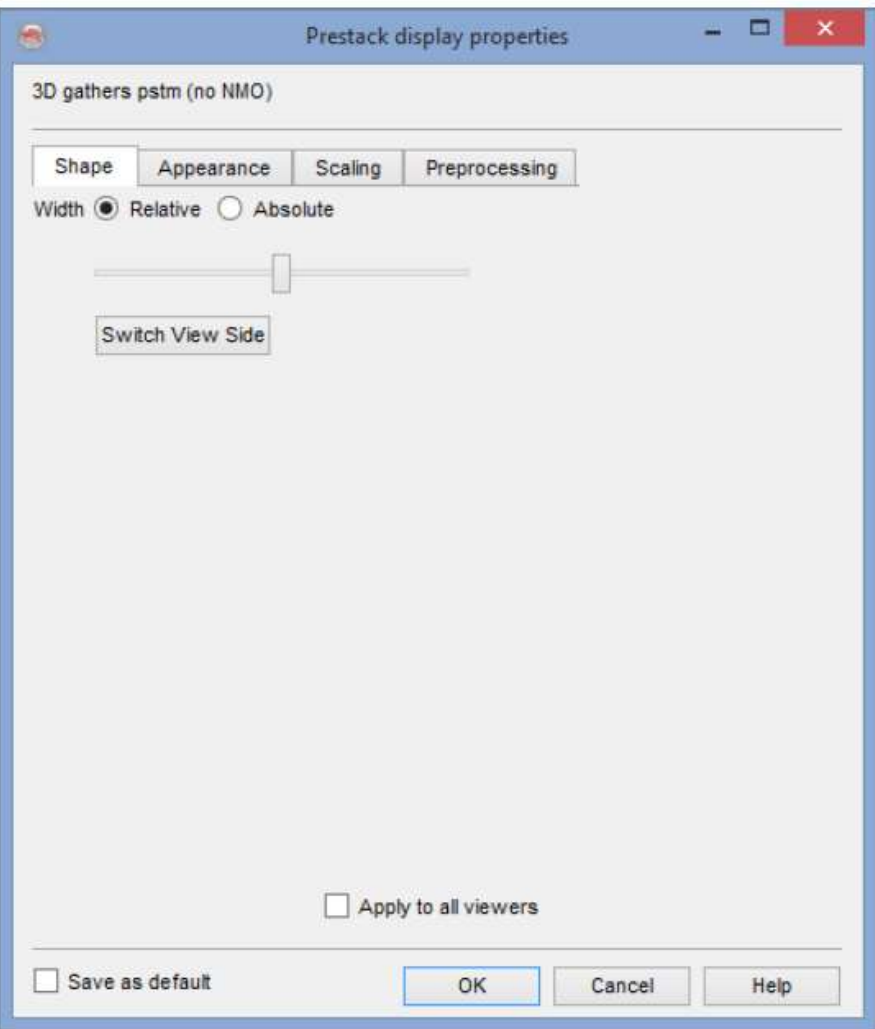 Prestack display properties
3D gathers pstm (no NMO)
Shape Appearance Scaling Preprocessing
Width Relative Absolute
Switch View Side
Apply to all viewers
Save as default OK Cancel Help